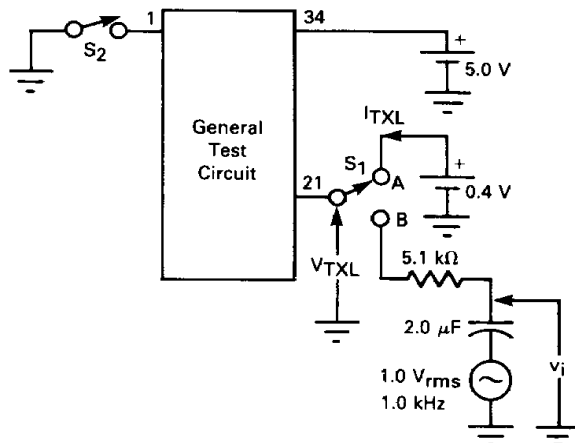 1
34
S2
5.0 V
General
Test
Circuit
ITXL
S1
A
0.4 V
21
B
VTXL
5.1 kΩ
2.0 μF
vi
1.0 Vrms
1.0 kHz
+
+